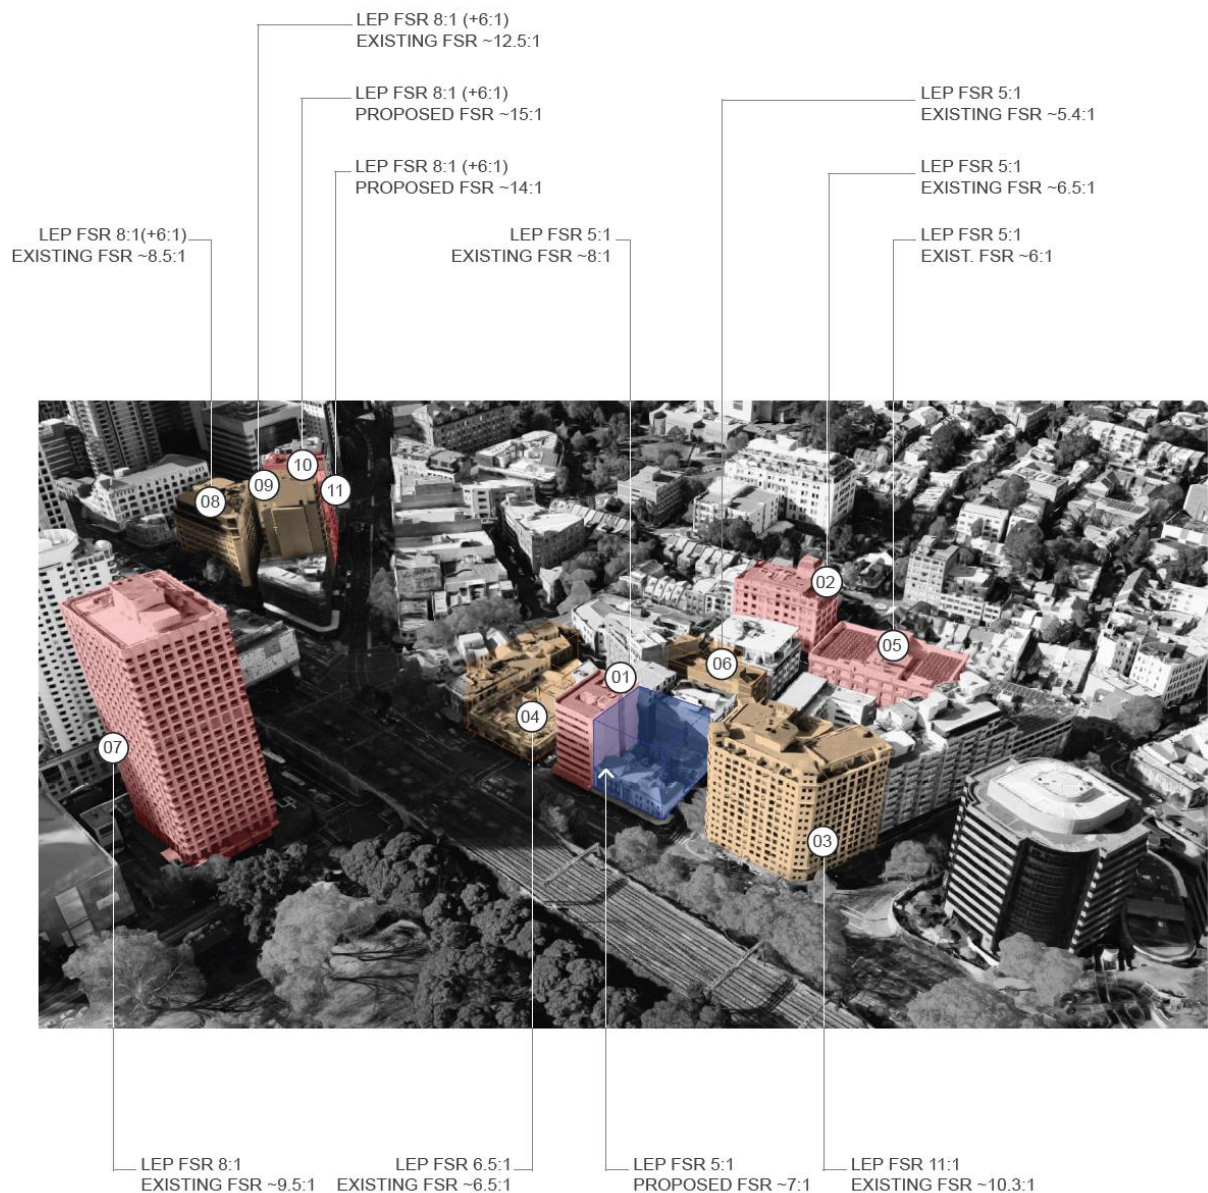 LEP FSR 8:1 (+6:1)
EXISTING FSR ~12.5:1
LEP FSR 8:1 (+6:1)
PROPOSED FSR ~15:1
LEP FSR 5:1
EXISTING FSR ~5.4:1
LEP FSR 8:1 (+6:1)
PROPOSED FSR ~14:1
LEP FSR 5:1
EXISTING FSR ~6.5:1
LEP FSR 8:1(+6:1)
EXISTING FSR ~8.5:1
LEP FSR 5:1
EXISTING FSR ~8:1
LEP FSR 5:1
EXIST. FSR ~6:1
10
09
11
08
02
05
06
01
04
07
03
LEP FSR 8:1
EXISTING FSR ~9.5:1
LEP FSR 6.5:1
EXISTING FSR ~6.5:1
LEP FSR 5:1
PROPOSED FSR ~7:1
LEP FSR 11:1
EXISTING FSR ~10.3:1